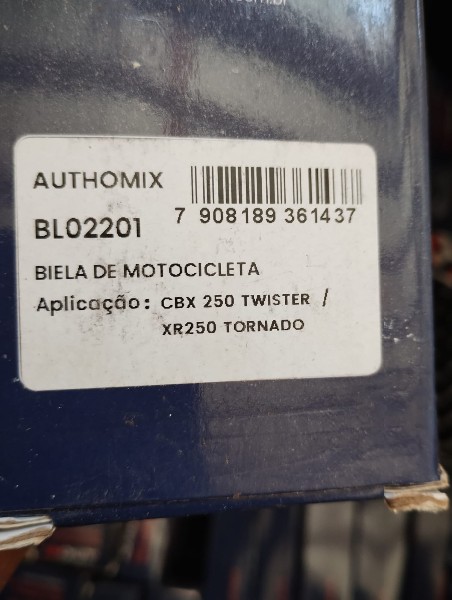 AUTHOMIX
BL02201
7 908189 361437
BIELA DE MOTOCICLETA
Aplicação: CBX 250 TWISTER /
XR250 TORNADO